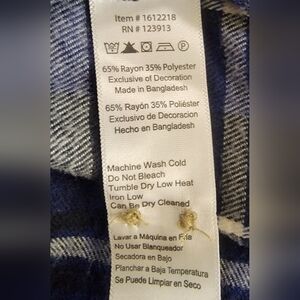 Item # 1612218
RN # 123913
65% Rayon 35% Polyester
Exclusive of Decoration
Made in Bangladesh
65% Rayón 35% Poliéster
Exclusivo de Decoracion
Hecho en Bangladesh
Machine Wash Cold
Do Not Bleach
Tumble Dry Low Heat
Iron Low
Can Be Dry Cleaned
Lavar a Máquina en Fria
No Usar Blanqueador
Secadora en Bajo
Planchar a Baja Temperatura
Se Puede Limpiar en Seco